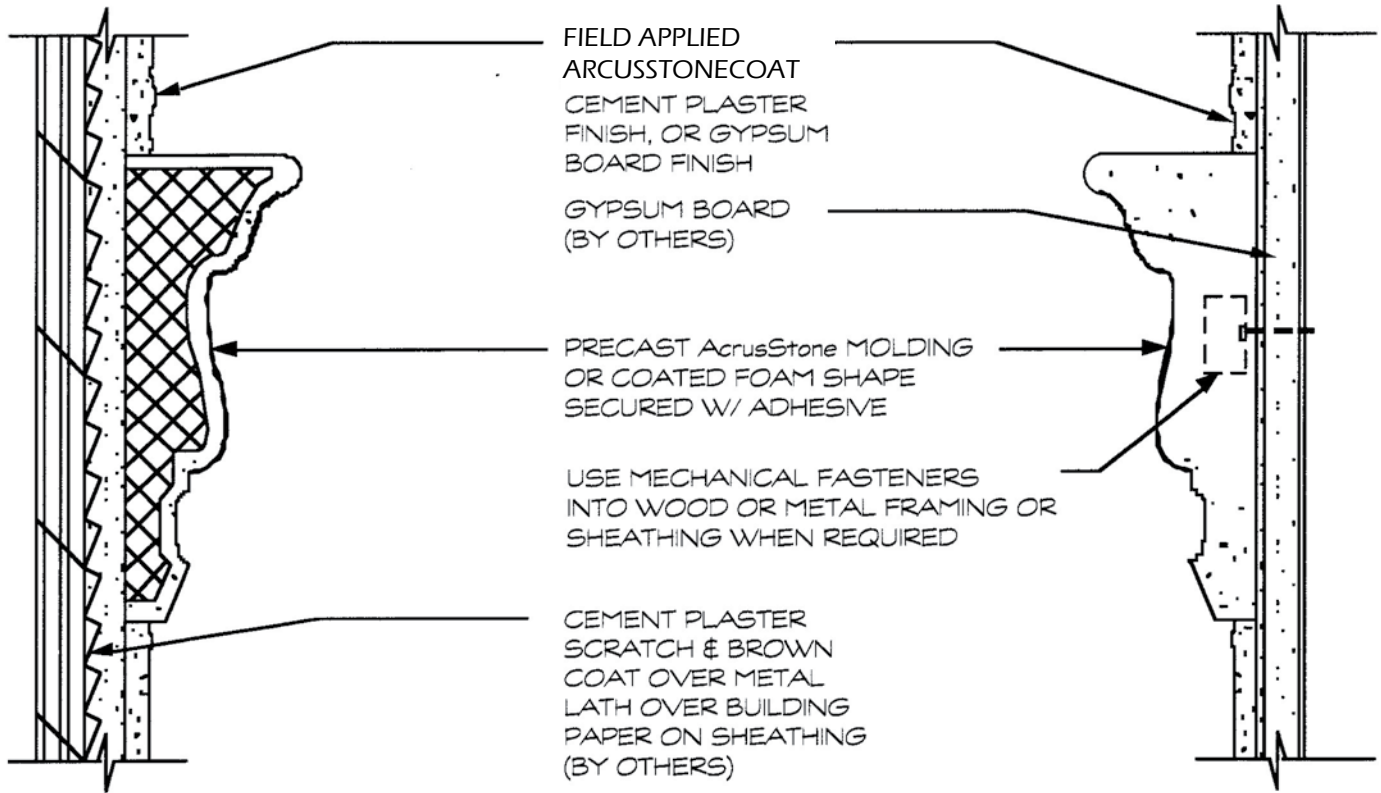 FIELD APPLIED
ARCUSSTONECOAT
CEMENT PLASTER
FINISH, OR GYPSUM
BOARD FINISH
GYPSUM BOARD
(BY OTHERS)
PRECAST AcrusStone MOLDING
OR COATED FOAM SHAPE
SECURED W/ ADHESIVE
USE MECHANICAL FASTENERS
INTO WOOD OR METAL FRAMING OR
SHEATHING WHEN REQUIRED
CEMENT PLASTER
SCRATCH & BROWN
COAT OVER METAL
LATH OVER BUILDING
PAPER ON SHEATHING
(BY OTHERS)